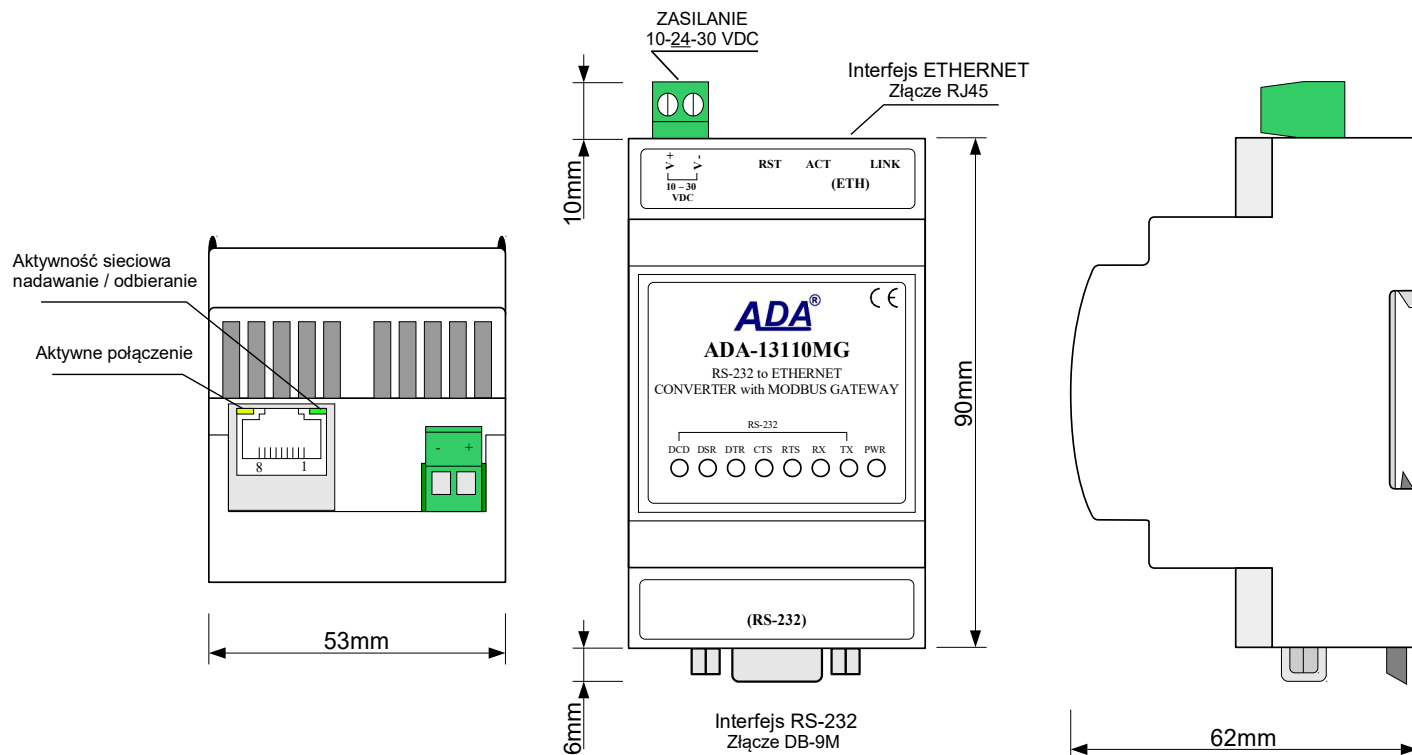 ZASILANIE
10-24-30 VDC
Interfejs ETHERNET
Złącze RJ45
10mm
V+ V-
10 – 30
VDC
RST ACT LINK
(ETH)
Aktywność sieciowa
nadawanie / odbieranie
Aktywne połączenie
8 1
- +
53mm
ADA® CE
ADA-13110MG
RS-232 to ETHERNET
CONVERTER with MODBUS GATEWAY
RS-232
DCD DSR DTR CTS RTS RX TX PWR
90mm
(RS-232)
6mm
Interfejs RS-232
Złącze DB-9M
62mm